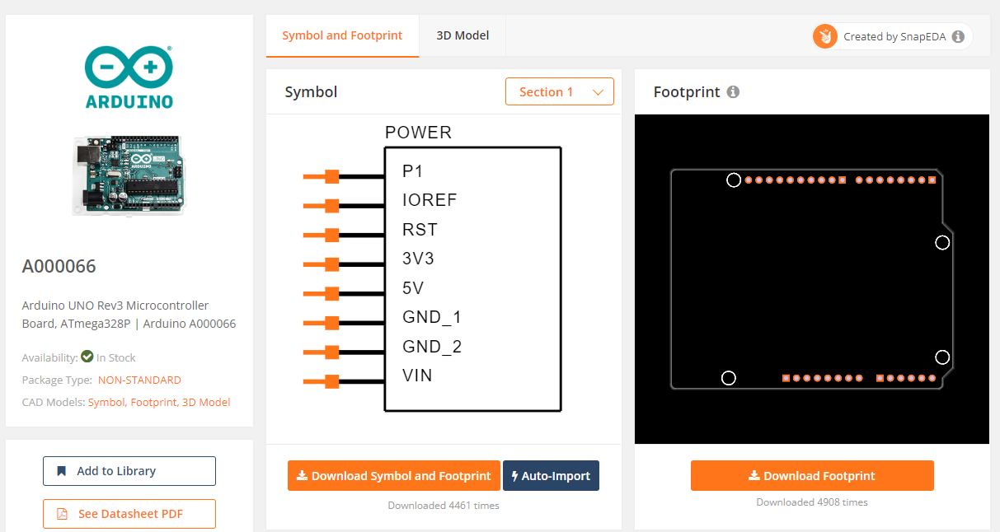 ARDUINO
A000066
Arduino UNO Rev3 Microcontroller
Board, ATmega328P | Arduino A000066
Availability: In Stock
Package Type: NON-STANDARD
CAD Models: Symbol, Footprint, 3D Model
Add to Library
See Datasheet PDF
Symbol and Footprint
3D Model
Created by SnapEDA
Symbol
Section 1
POWER
P1
IOREF
RST
3V3
5V
GND_1
GND_2
VIN
Download Symbol and Footprint
Auto-Import
Downloaded 4461 times
Footprint
Download Footprint
Downloaded 4908 times